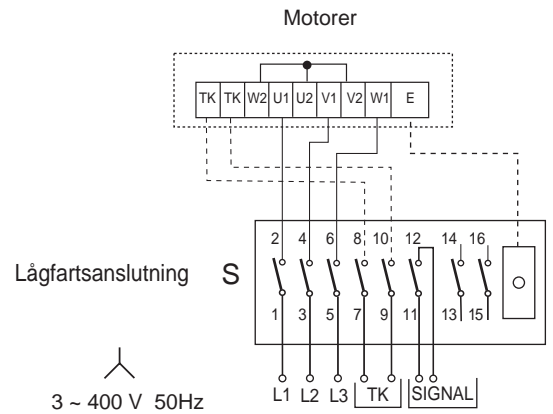 Motorer
TK TK W2 U1 U2 V1 V2 W1 E
2 4 6 8 10 12 14 16
Lågfartsanslutning S
1 3 5 7 9 11 13 15
L1 L2 L3 TK SIGNAL
3 ~ 400 V 50Hz